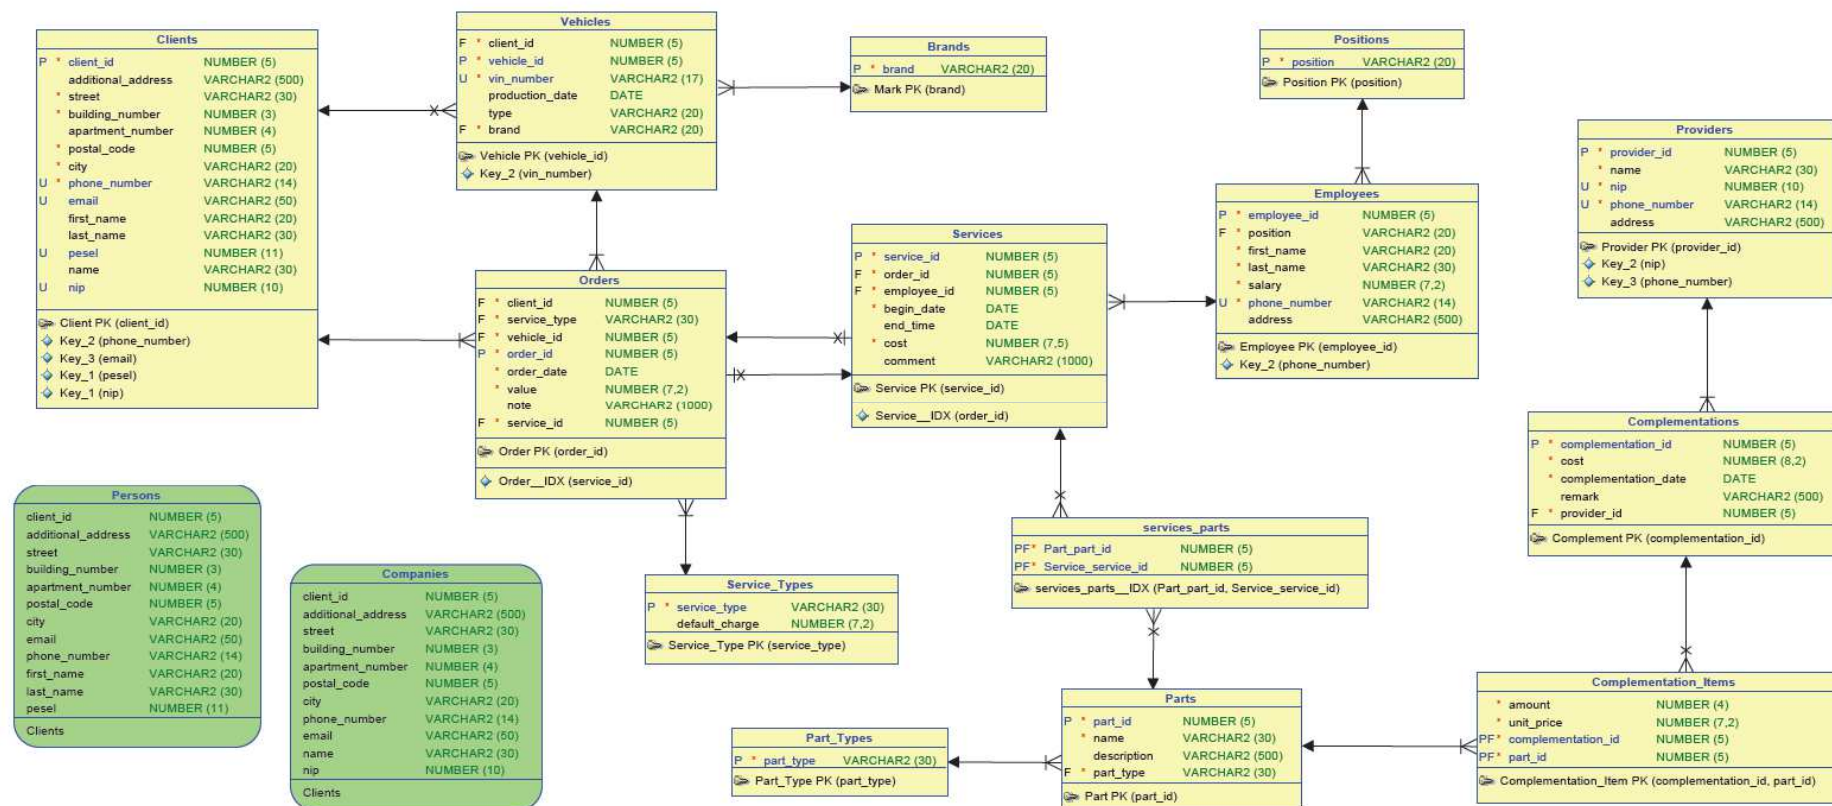 Clients
P * client_id NUMBER (5)
additional_address VARCHAR2 (500)
* street VARCHAR2 (30)
* building_number NUMBER (3)
apartment_number NUMBER (4)
* postal_code NUMBER (5)
* city VARCHAR2 (20)
U * phone_number VARCHAR2 (14)
U email VARCHAR2 (50)
first_name VARCHAR2 (20)
last_name VARCHAR2 (30)
U pesel NUMBER (11)
name VARCHAR2 (30)
U nip NUMBER (10)
Client PK (client_id)
Key_2 (phone_number)
Key_3 (email)
Key_1 (pesel)
Key_1 (nip)
Vehicles
F * client_id NUMBER (5)
P * vehicle_id NUMBER (5)
U * vin_number VARCHAR2 (17)
production_date DATE
type VARCHAR2 (20)
F * brand VARCHAR2 (20)
Vehicle PK (vehicle_id)
Key_2 (vin_number)
Brands
P * brand VARCHAR2 (20)
Mark PK (brand)
Positions
P * position VARCHAR2 (20)
Position PK (position)
Providers
P * provider_id NUMBER (5)
* name VARCHAR2 (30)
U * nip NUMBER (10)
U * phone_number VARCHAR2 (14)
address VARCHAR2 (500)
Provider PK (provider_id)
Key_2 (nip)
Key_3 (phone_number)
Employees
P * employee_id NUMBER (5)
F * position VARCHAR2 (20)
* first_name VARCHAR2 (20)
* last_name VARCHAR2 (30)
* salary NUMBER (7,2)
U * phone_number VARCHAR2 (14)
address VARCHAR2 (500)
Employee PK (employee_id)
Key_2 (phone_number)
Services
P * service_id NUMBER (5)
F * order_id NUMBER (5)
F * employee_id NUMBER (5)
* begin_date DATE
end_time DATE
* cost NUMBER (7,5)
comment VARCHAR2 (1000)
Service PK (service_id)
Service__IDX (order_id)
Orders
F * client_id NUMBER (5)
F * service_type VARCHAR2 (30)
F * vehicle_id NUMBER (5)
P * order_id NUMBER (5)
* order_date DATE
* value NUMBER (7,2)
note VARCHAR2 (1000)
F * service_id NUMBER (5)
Order PK (order_id)
Order__IDX (service_id)
Complementations
P * complementation_id NUMBER (5)
* cost NUMBER (8,2)
* complementation_date DATE
remark VARCHAR2 (500)
F * provider_id NUMBER (5)
Complement PK (complementation_id)
Persons
client_id NUMBER (5)
additional_address VARCHAR2 (500)
street VARCHAR2 (30)
building_number NUMBER (3)
apartment_number NUMBER (4)
postal_code NUMBER (5)
city VARCHAR2 (20)
email VARCHAR2 (50)
phone_number VARCHAR2 (14)
first_name VARCHAR2 (20)
last_name VARCHAR2 (30)
pesel NUMBER (11)
Clients
Companies
client_id NUMBER (5)
additional_address VARCHAR2 (500)
street VARCHAR2 (30)
building_number NUMBER (3)
apartment_number NUMBER (4)
postal_code NUMBER (5)
city VARCHAR2 (20)
phone_number VARCHAR2 (14)
email VARCHAR2 (50)
name VARCHAR2 (30)
nip NUMBER (10)
Clients
Service_Types
P * service_type VARCHAR2 (30)
default_charge NUMBER (7,2)
Service_Type PK (service_type)
services_parts
PF* Part_part_id NUMBER (5)
PF* Service_service_id NUMBER (5)
services_parts__IDX (Part_part_id, Service_service_id)
Part_Types
P * part_type VARCHAR2 (30)
Part_Type PK (part_type)
Parts
P * part_id NUMBER (5)
* name VARCHAR2 (30)
description VARCHAR2 (500)
F * part_type VARCHAR2 (30)
Part PK (part_id)
Complementation_Items
* amount NUMBER (4)
* unit_price NUMBER (7,2)
PF* complementation_id NUMBER (5)
PF* part_id NUMBER (5)
Complementation_Item PK (complementation_id, part_id)